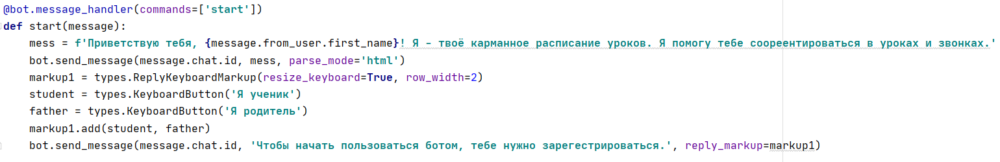 @bot.message_handler(commands=['start'])
def start(message):
    mess = f'Приветствую тебя, {message.from_user.first_name}! Я - твоё карманное расписание уроков. Я помогу тебе соореентироваться в уроках и звонках.'
    bot.send_message(message.chat.id, mess, parse_mode='html')
    markup1 = types.ReplyKeyboardMarkup(resize_keyboard=True, row_width=2)
    student = types.KeyboardButton('Я ученик')
    father = types.KeyboardButton('Я родитель')
    markup1.add(student, father)
    bot.send_message(message.chat.id, 'Чтобы начать пользоваться ботом, тебе нужно зарегестрироваться.', reply_markup=markup1)